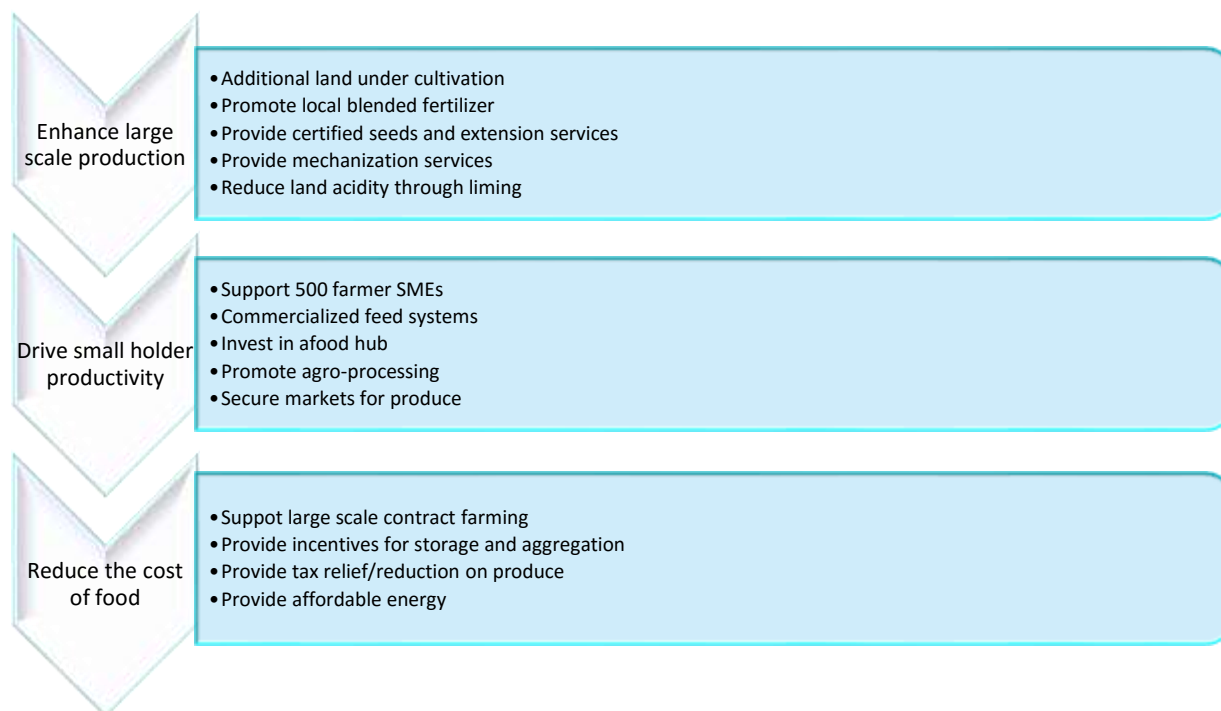 Enhance large
scale production
•Additional land under cultivation
•Promote local blended fertilizer
•Provide certified seeds and extension services
•Provide mechanization services
•Reduce land acidity through liming
Drive small holder
productivity
•Support 500 farmer SMEs
•Commercialized feed systems
•Invest in afood hub
•Promote agro-processing
•Secure markets for produce
Reduce the cost
of food
•Suppot large scale contract farming
•Provide incentives for storage and aggregation
•Provide tax relief/reduction on produce
•Provide affordable energy